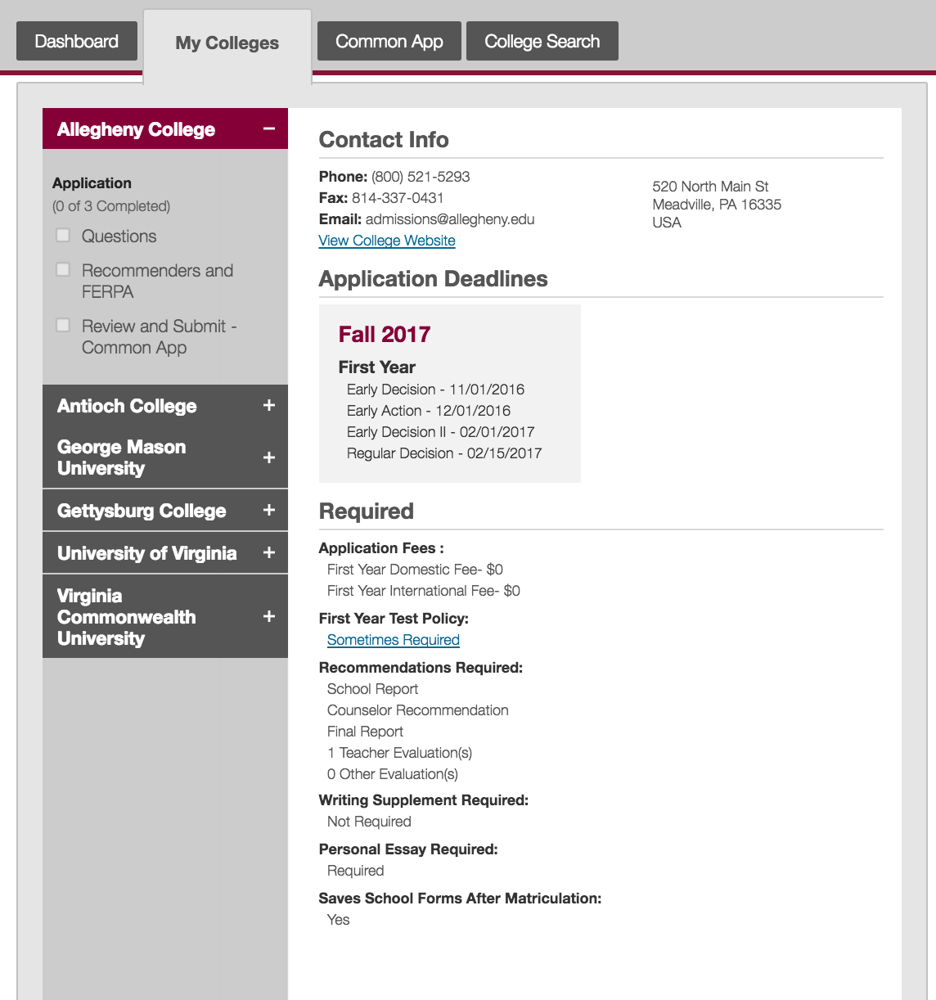 Dashboard
My Colleges
Common App
College Search
Allegheny College
Application
(0 of 3 Completed)
Questions
Recommenders and
FERPA
Review and Submit -
Common App
Antioch College
George Mason
University
Gettysburg College
University of Virginia
Virginia
Commonwealth
University
Contact Info
Phone: (800) 521-5293
Fax: 814-337-0431
Email: admissions@allegheny.edu
View College Website
520 North Main St
Meadville, PA 16335
USA
Application Deadlines
Fall 2017
First Year
Early Decision - 11/01/2016
Early Action - 12/01/2016
Early Decision II - 02/01/2017
Regular Decision - 02/15/2017
Required
Application Fees :
First Year Domestic Fee- $0
First Year International Fee- $0
First Year Test Policy:
Sometimes Required
Recommendations Required:
School Report
Counselor Recommendation
Final Report
1 Teacher Evaluation(s)
0 Other Evaluation(s)
Writing Supplement Required:
Not Required
Personal Essay Required:
Required
Saves School Forms After Matriculation:
Yes